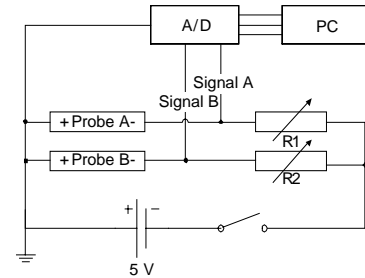 A/D
PC
Signal A
Signal B
+ Probe A-
R1
+ Probe B-
R2
+ −
5 V